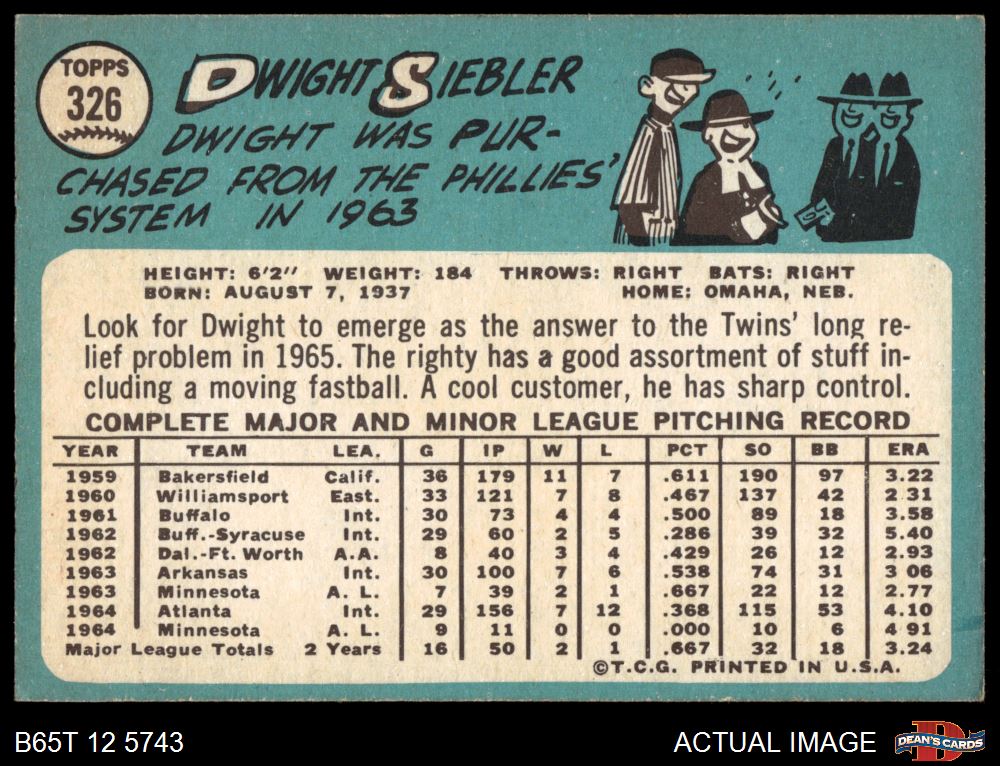 TOPPS
326
DWIGHT SIEBLER
DWIGHT WAS PUR-
CHASED FROM THE PHILLIES'
SYSTEM IN 1963
HEIGHT: 6'2" WEIGHT: 184 THROWS: RIGHT BATS: RIGHT
BORN: AUGUST 7, 1937 HOME: OMAHA, NEB.
Look for Dwight to emerge as the answer to the Twins' long re-
lief problem in 1965. The righty has a good assortment of stuff in-
cluding a moving fastball. A cool customer, he has sharp control.
COMPLETE MAJOR AND MINOR LEAGUE PITCHING RECORD
YEAR TEAM LEA. G IP W L PCT SO BB ERA
1959 Bakersfield Calif. 36 179 11 7 .611 190 97 3.22
1960 Williamsport East. 33 121 7 8 .467 137 42 2 31
1961 Buffalo Int. 30 73 4 4 .500 89 18 3.58
1962 Buff.-Syracuse Int. 29 60 2 5 .286 39 32 5.40
1962 Dal.-Ft. Worth A.A. 8 40 3 4 .429 26 12 2.93
1963 Arkansas Int. 30 100 7 6 .538 74 31 3 06
1963 Minnesota A. L. 7 39 2 1 .667 22 12 2.77
1964 Atlanta Int. 29 156 7 12 .368 115 53 4.10
1964 Minnesota A. L. 9 11 0 0 .000 10 6 4 91
Major League Totals 2 Years 16 50 2 1 .667 32 18 3.24
©T.C.G. PRINTED IN U.S.A.
B65T 12 5743 ACTUAL IMAGE DEAN'S CARDS